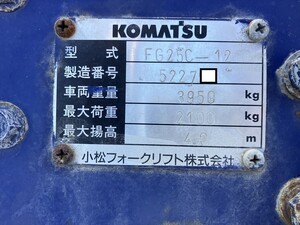 KOMATSU
型式 FG25C-12
製造番号 5227
車両重量 3950 kg
最大荷重 kg
最大揚高 m
小松フォークリフト株式会社